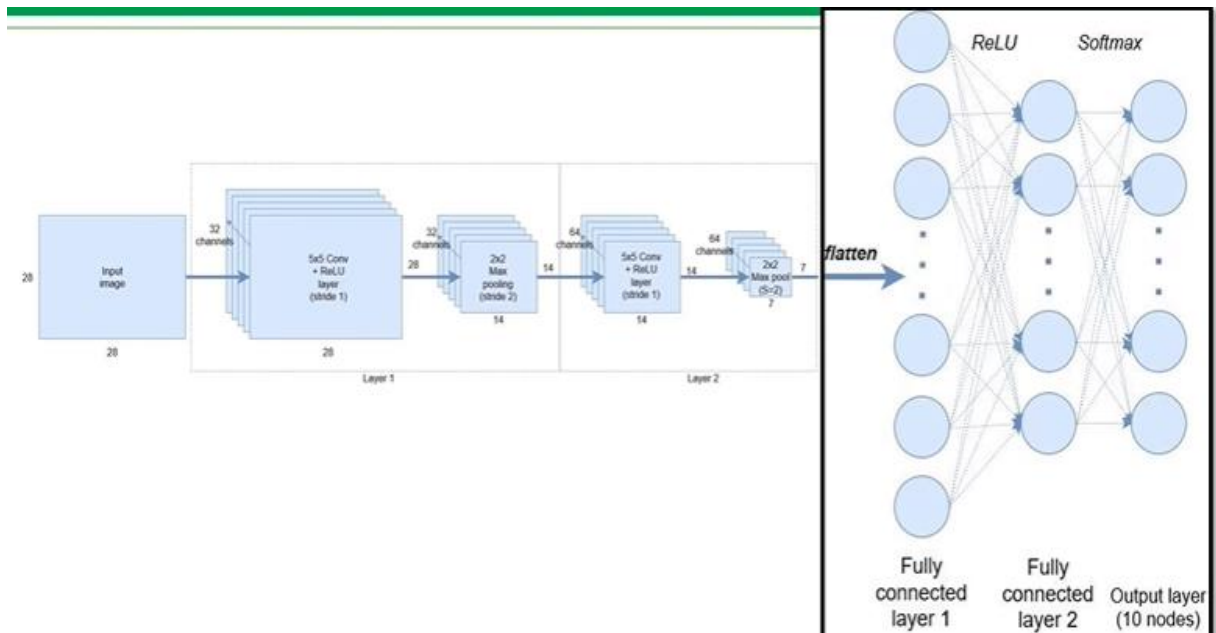 ReLU
Softmax
32
channels
32
channels
64
channels
64
channels
28
Input
image
28
5x5 Conv
+ ReLU
layer
(stride 1)
28
28
2x2
Max
pooling
(stride 2)
14
14
5x5 Conv
+ ReLU
layer
(stride 1)
14
14
2x2
Max pool
(S=2)
7
7
flatten
Layer 1
Layer 2
Fully
connected
layer 1
Fully
connected
layer 2
Output layer
(10 nodes)